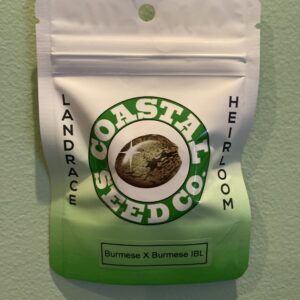 LANDRACE
COASTAL
SEED CO.
HEIRLOOM
Burmese X Burmese IBL